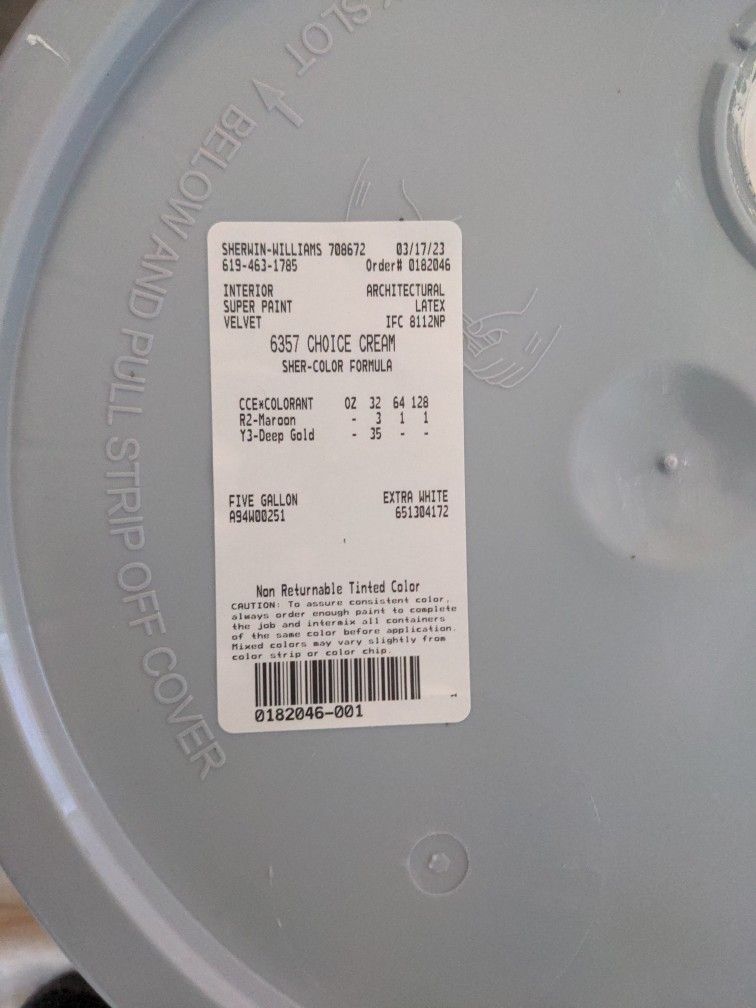 SLOT
BELOW AND PULL STRIP OFF COVER
SHERWIN-WILLIAMS 708672 03/17/23
619-463-1785 Order# 0182046
INTERIOR ARCHITECTURAL
SUPER PAINT LATEX
VELVET IFC 8112NP
6357 CHOICE CREAM
SHER-COLOR FORMULA
CCE*COLORANT OZ 32 64 128
R2-Maroon - 3 1 1
Y3-Deep Gold - 35 - -
FIVE GALLON EXTRA WHITE
A94W00251 651304172
Non Returnable Tinted Color
CAUTION: To assure consistent color,
always order enough paint to complete
the job and intermix all containers
of the same color before application.
Mixed colors may vary slightly from
color strip or color chip.
0182046-001